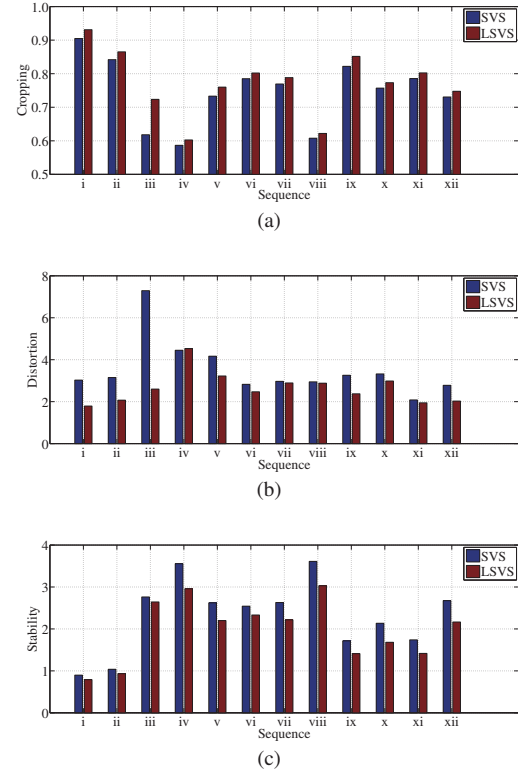 1.0
0.9
0.8
0.7
0.6
0.5
Cropping
SVS
LSVS
i ii iii iv v vi vii viii ix x xi xii
Sequence
(a)
8
6
4
2
0
Distortion
SVS
LSVS
i ii iii iv v vi vii viii ix x xi xii
Sequence
(b)
4
3
2
1
0
Stability
SVS
LSVS
i ii iii iv v vi vii viii ix x xi xii
Sequence
(c)